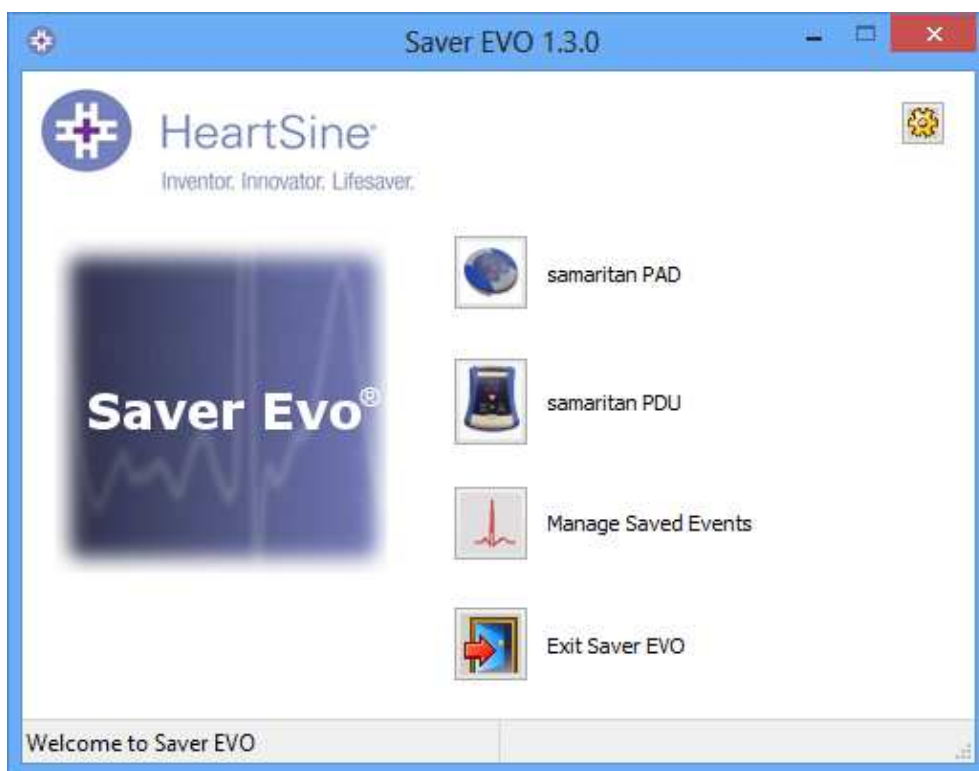 Saver EVO 1.3.0
HeartSine®
Inventor. Innovator. Lifesaver.
samaritan PAD
Saver Evo®
samaritan PDU
Manage Saved Events
Exit Saver EVO
Welcome to Saver EVO